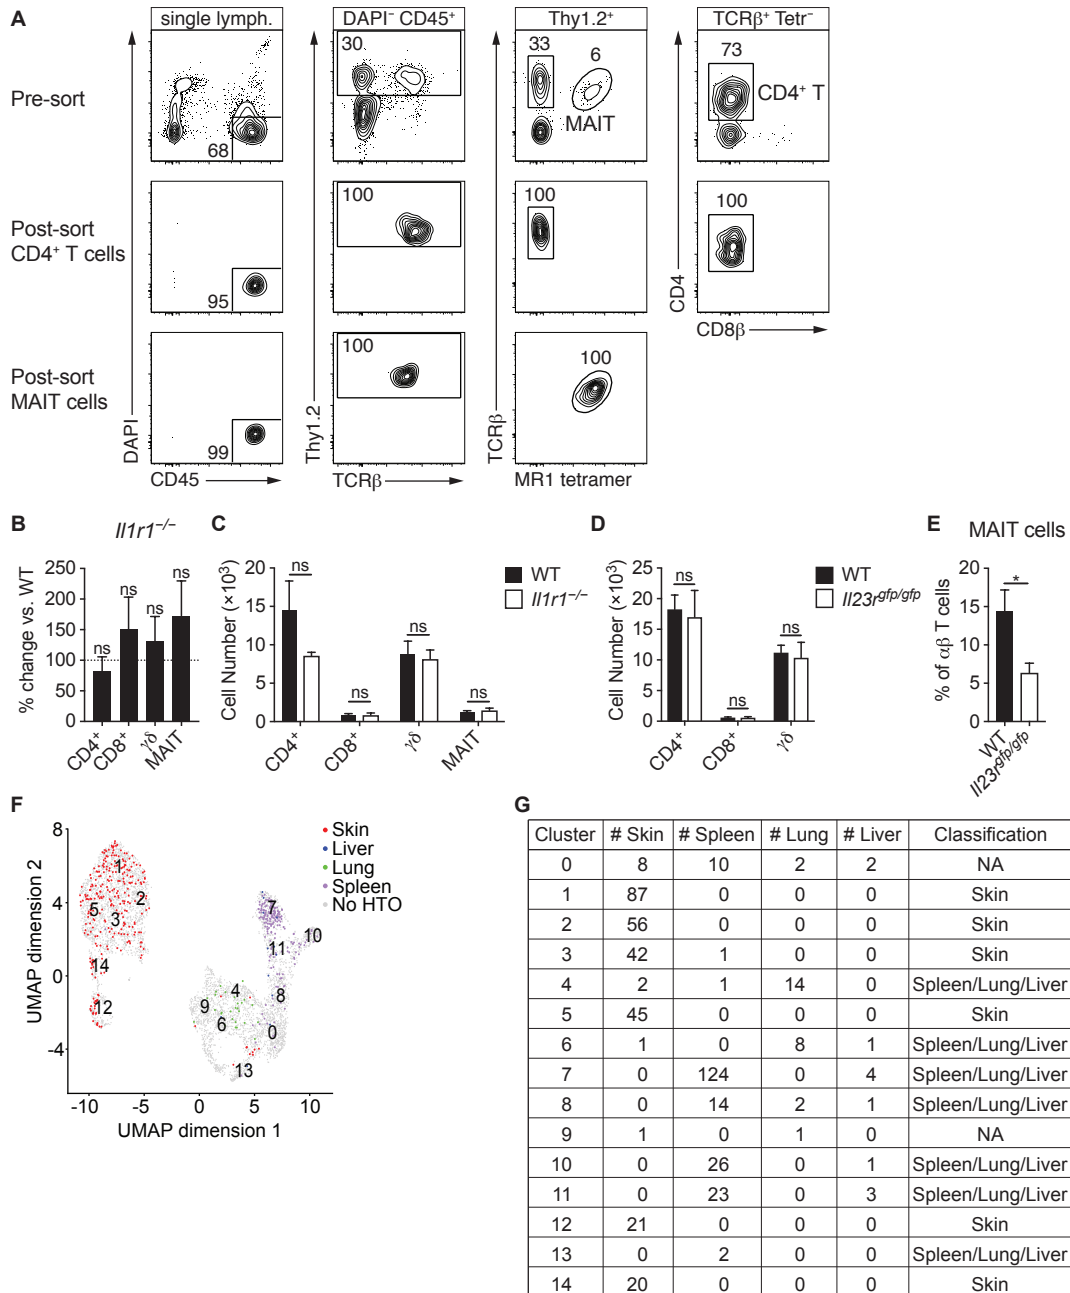 A
single lymph.
DAPI⁻ CD45⁺
Thy1.2⁺
TCRβ⁺ Tetr⁻
Pre-sort
68
30
33
6
MAIT
73
CD4⁺ T
Post-sort
CD4⁺ T cells
95
100
100
100
Post-sort
MAIT cells
99
100
100
DAPI
CD45
Thy1.2
TCRβ
TCRβ
MR1 tetramer
CD4
CD8β
B
Il1r1⁻/⁻
% change vs. WT
250
200
150
100
50
0
ns
ns
ns
ns
CD4⁺
CD8⁺
γδ
MAIT
C
Cell Number (×10³)
20
15
10
5
0
ns
ns
ns
ns
CD4⁺
CD8⁺
γδ
MAIT
WT
Il1r1⁻/⁻
D
Cell Number (×10³)
25
20
15
10
5
0
ns
ns
ns
CD4⁺
CD8⁺
γδ
WT
Il23r^gfp/gfp
E
MAIT cells
% of αβ T cells
20
15
10
5
0
*
WT
Il23r^gfp/gfp
F
UMAP dimension 2
8
4
0
-4
-10
-5
0
5
10
UMAP dimension 1
Skin
Liver
Lung
Spleen
No HTO
1
2
5
3
14
12
7
10
11
8
4
9
6
0
13
G
Cluster # Skin # Spleen # Lung # Liver Classification
0 8 10 2 2 NA
1 87 0 0 0 Skin
2 56 0 0 0 Skin
3 42 1 0 0 Skin
4 2 1 14 0 Spleen/Lung/Liver
5 45 0 0 0 Skin
6 1 0 8 1 Spleen/Lung/Liver
7 0 124 0 4 Spleen/Lung/Liver
8 0 14 2 1 Spleen/Lung/Liver
9 1 0 1 0 NA
10 0 26 0 1 Spleen/Lung/Liver
11 0 23 0 3 Spleen/Lung/Liver
12 21 0 0 0 Skin
13 0 2 0 0 Spleen/Lung/Liver
14 20 0 0 0 Skin